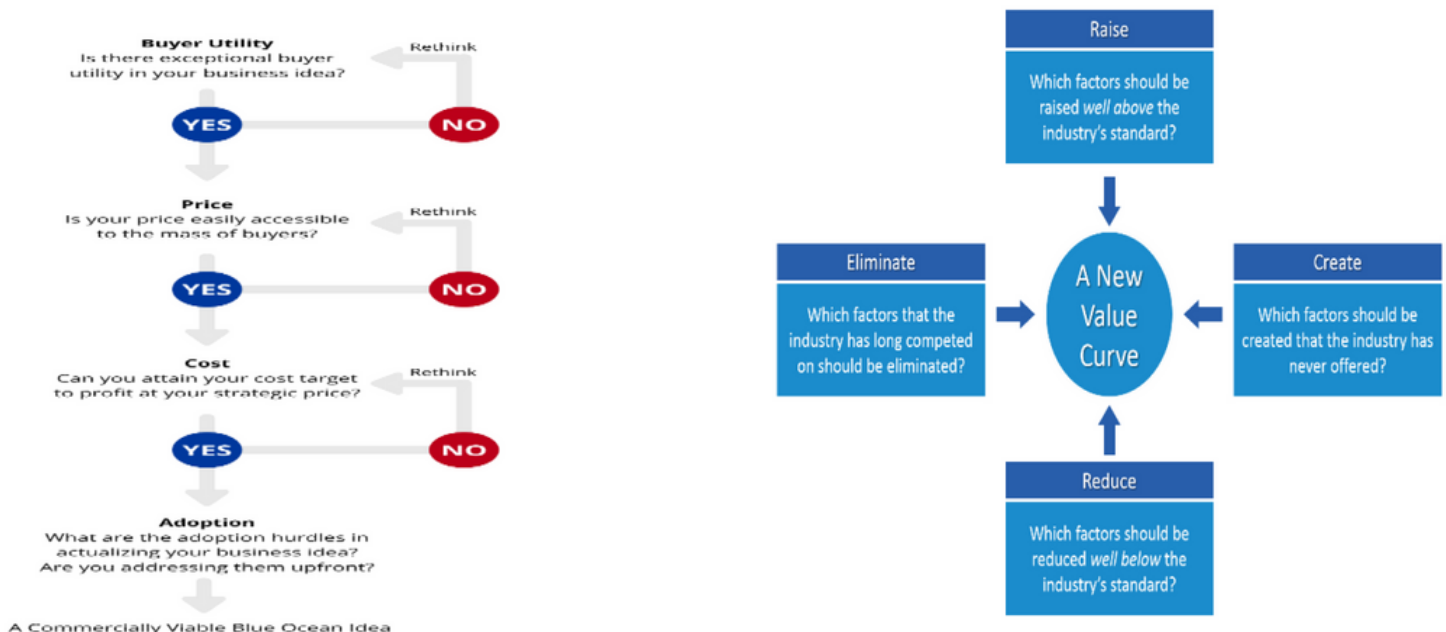 Buyer Utility
Is there exceptional buyer
utility in your business idea?
Rethink
YES
NO
Price
Is your price easily accessible
to the mass of buyers?
Rethink
YES
NO
Cost
Can you attain your cost target
to profit at your strategic price?
Rethink
YES
NO
Adoption
What are the adoption hurdles in
actualizing your business idea?
Are you addressing them upfront?
A Commercially Viable Blue Ocean Idea
Raise
Which factors should be
raised well above the
industry's standard?
Eliminate
Which factors that the
industry has long competed
on should be eliminated?
A New
Value
Curve
Create
Which factors should be
created that the industry has
never offered?
Reduce
Which factors should be
reduced well below the
industry's standard?